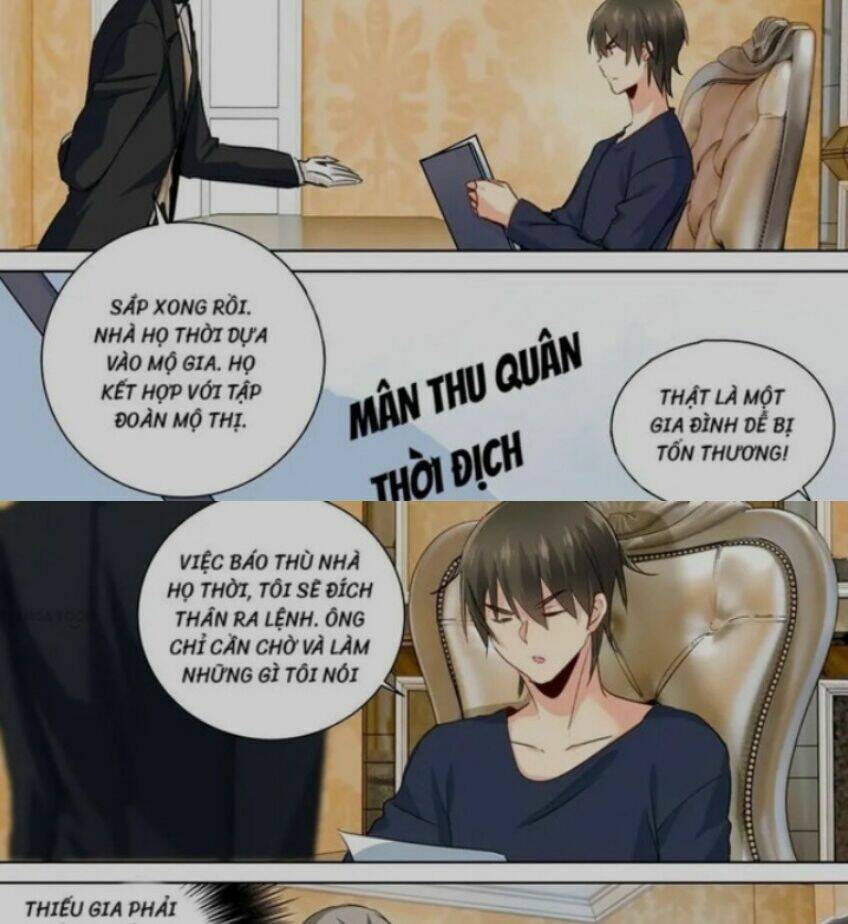 SẮP XONG RỒI.
NHÀ HỌ THỜI DỰA
VÀO MỘ GIA. HỌ
KẾT HỢP VỚI TẬP
ĐOÀN MỘ THỊ.
MÂN THU QUÂN
THỜI ĐỊCH
THẬT LÀ MỘT
GIA ĐÌNH DỄ BỊ
TỔN THƯƠNG!
VIỆC BÁO THÙ NHÀ
HỌ THỜI, TÔI SẼ ĐÍCH
THÂN RA LỆNH. ÔNG
CHỈ CẦN CHỜ VÀ LÀM
NHỮNG GÌ TÔI NÓI
THIẾU GIA PHẢI